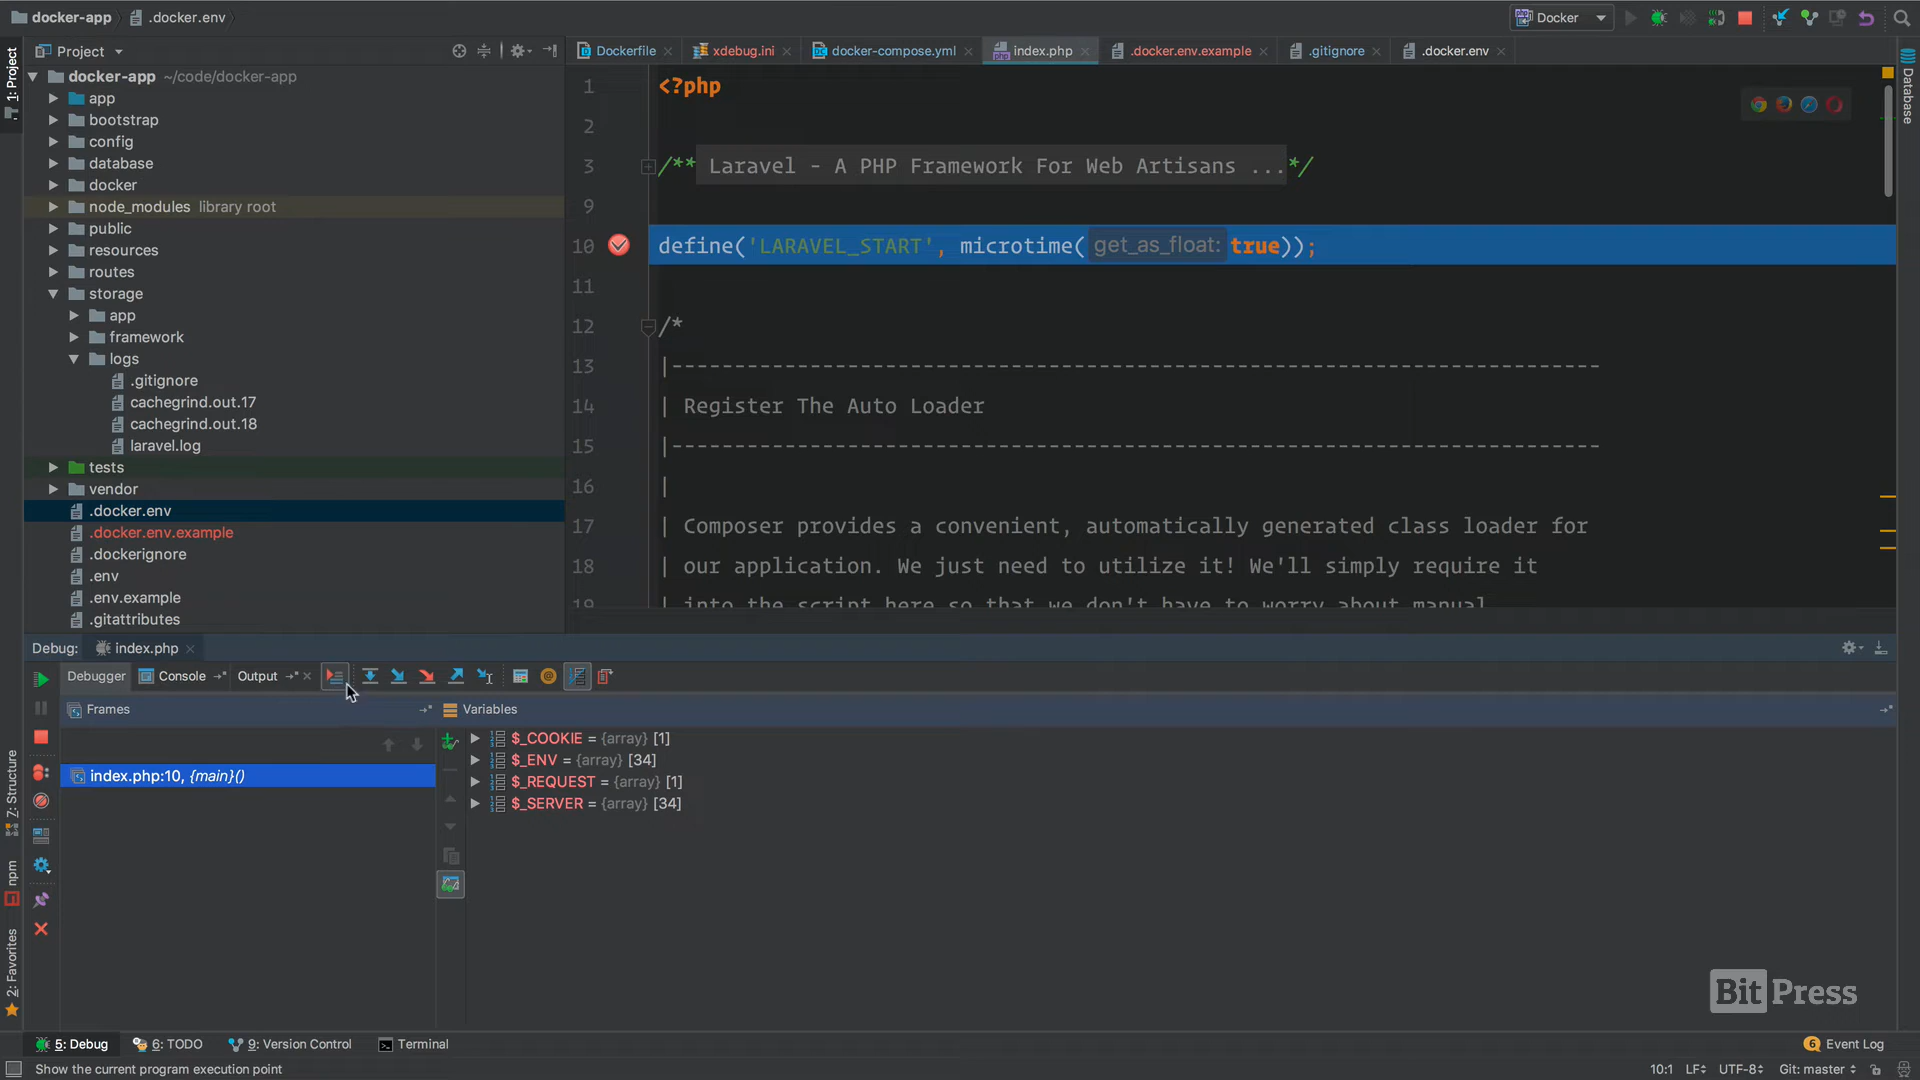 docker-app
.docker.env
Docker
Project
Dockerfile
xdebug.ini
docker-compose.yml
index.php
.docker.env.example
.gitignore
.docker.env
1: Project
Database
docker-app ~/code/docker-app
app
bootstrap
config
database
docker
node_modules library root
public
resources
routes
storage
app
framework
logs
.gitignore
cachegrind.out.17
cachegrind.out.18
laravel.log
tests
vendor
.docker.env
.docker.env.example
.dockerignore
.env
.env.example
.gitattributes
1 <?php
2
3 /** Laravel - A PHP Framework For Web Artisans ...*/
9
10 define('LARAVEL_START', microtime( get_as_float: true));
11
12 /*
13 |--------------------------------------------------------------------------
14 | Register The Auto Loader
15 |--------------------------------------------------------------------------
16 |
17 | Composer provides a convenient, automatically generated class loader for
18 | our application. We just need to utilize it! We'll simply require it
19 | into the script here so that we don't have to worry about manual
Debug: index.php
Debugger Console Output
Frames
Variables
index.php:10, {main}()
$_COOKIE = {array} [1]
$_ENV = {array} [34]
$_REQUEST = {array} [1]
$_SERVER = {array} [34]
Z: Structure
npm
2: Favorites
BitPress
5: Debug
6: TODO
9: Version Control
Terminal
6 Event Log
Show the current program execution point
10:1 LF UTF-8 Git: master